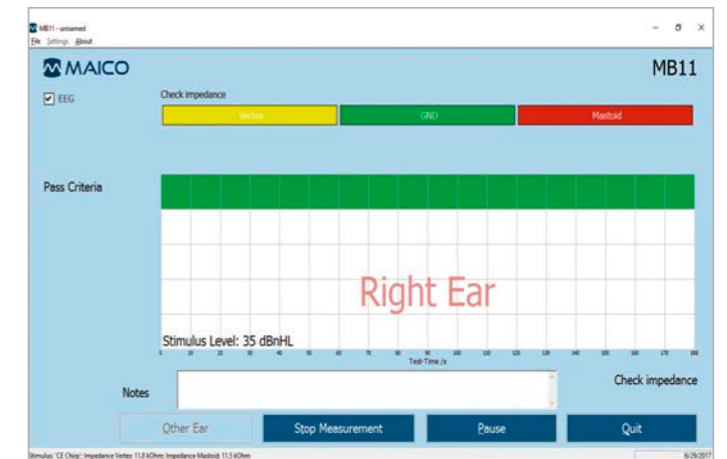 MB11 - unnamed
File Settings About
MAICO
MB11
EEG
Check impedance
Vertex GND Mastoid
Pass Criteria
Right Ear
Stimulus Level: 35 dBnHL
0 10 20 30 40 50 60 70 80 90 100 110 120 130 140 150 160 170 180
Test-Time /s
Check impedance
Notes
Other Ear Stop Measurement Pause Quit
Stimulus 'CE Chirp'; Impedance Vertex 11.8 kOhm; Impedance Mastoid: 11.5 kOhm
8/29/2017